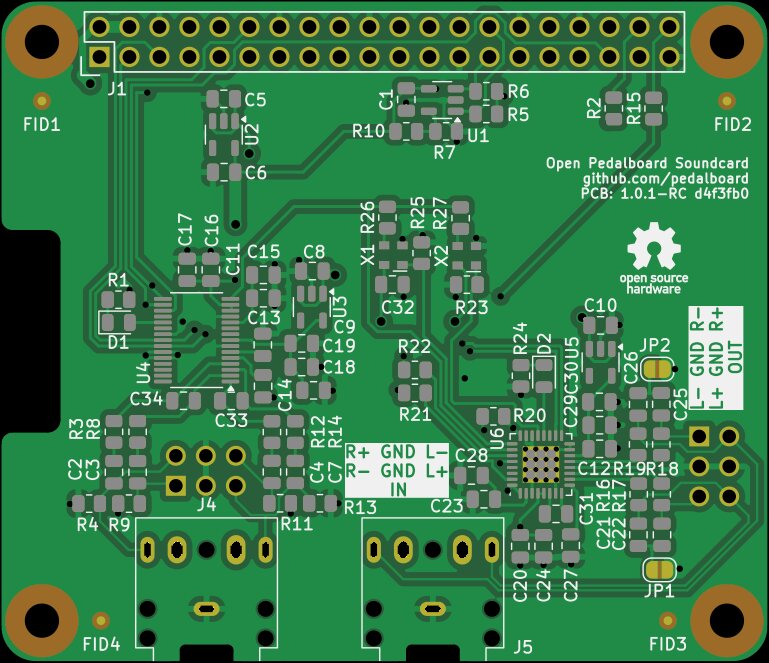 J1
C5
U2
C6
C1
R6
R5
R10
R7
U1
R2
R15
FID1
FID2
Open Pedalboard Soundcard
github.com/pedalboard
PCB: 1.0.1-RC d4f3fb0
open source
hardware
C17
C16
C11
C15
C13
C8
U3
C9
C19
C18
C14
R1
D1
U4
C34
C33
R26
R25
R27
X1
X2
C32
R23
R22
R21
R24
D2
U5
C30
C10
C29
C12
C26
C25
JP2
L- GND R-
L+ GND R+
OUT
R3
R8
C2
C3
R4
R9
J4
R12
R14
C4
C7
R11
R13
R+ GND L-
R- GND L+
IN
R20
U6
C28
C23
C31
R19
R18
R16
R17
C21
C22
C20
C24
C27
JP1
J5
FID4
FID3